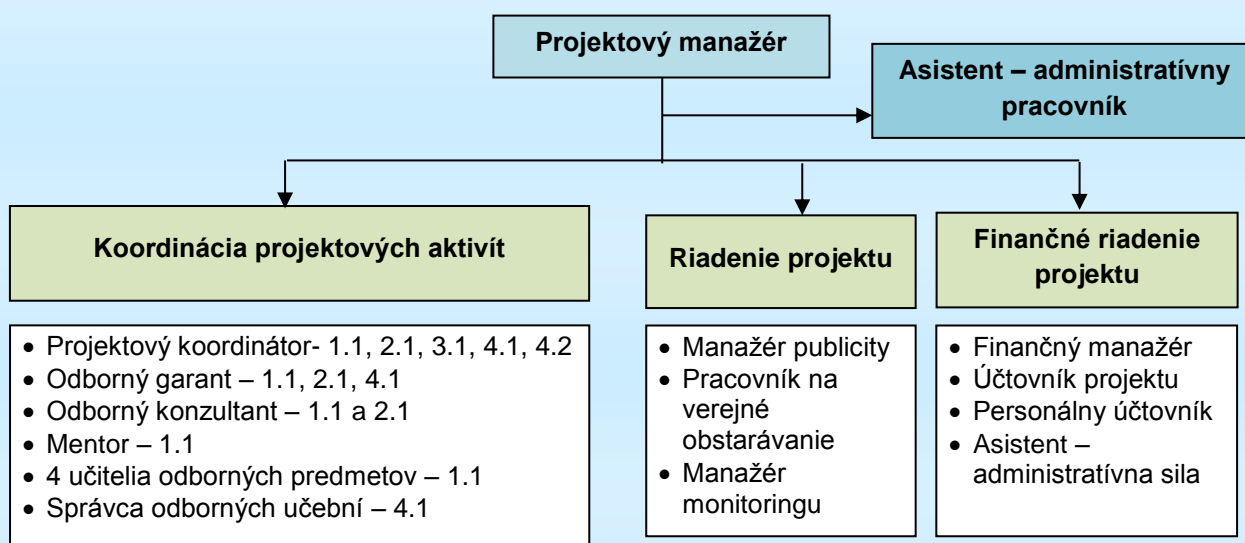 Projektový manažér
Asistent – administratívny
pracovník
Koordinácia projektových aktivít
• Projektový koordinátor- 1.1, 2.1, 3.1, 4.1, 4.2
• Odborný garant – 1.1, 2.1, 4.1
• Odborný konzultant – 1.1 a 2.1
• Mentor – 1.1
• 4 učitelia odborných predmetov – 1.1
• Správca odborných učební – 4.1
Riadenie projektu
• Manažér publicity
• Pracovník na
verejné
obstarávanie
• Manažér
monitoringu
Finančné riadenie
projektu
• Finančný manažér
• Účtovník projektu
• Personálny účtovník
• Asistent –
administratívna sila